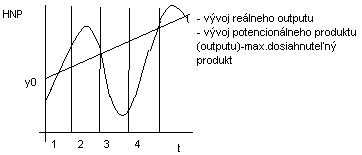 HNP
- vývoj reálneho outputu
- vývoj potencionálneho produktu
(outputu)-max.dosiahnuteľný
produkt
y0
1 2 3 4 t